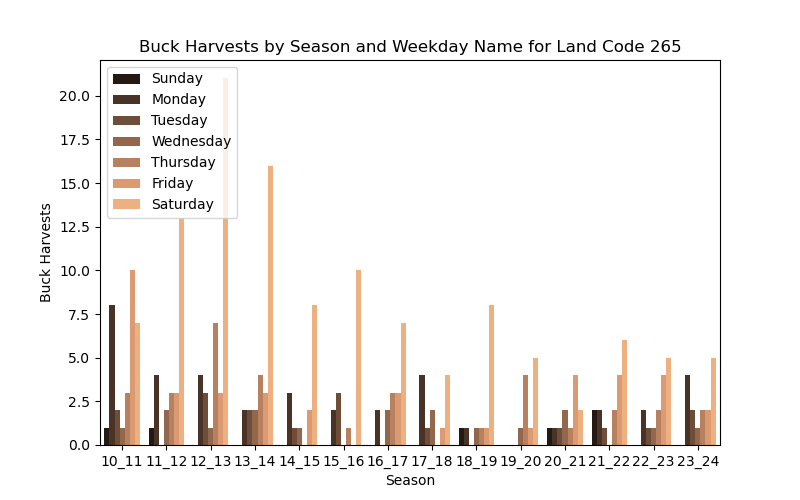 Buck Harvests by Season and Weekday Name for Land Code 265
Sunday
Monday
Tuesday
Wednesday
Thursday
Friday
Saturday
20.0
17.5
15.0
12.5
10.0
7.5
5.0
2.5
0.0
Buck Harvests
10_11 11_12 12_13 13_14 14_15 15_16 16_17 17_18 18_19 19_20 20_21 21_22 22_23 23_24
Season